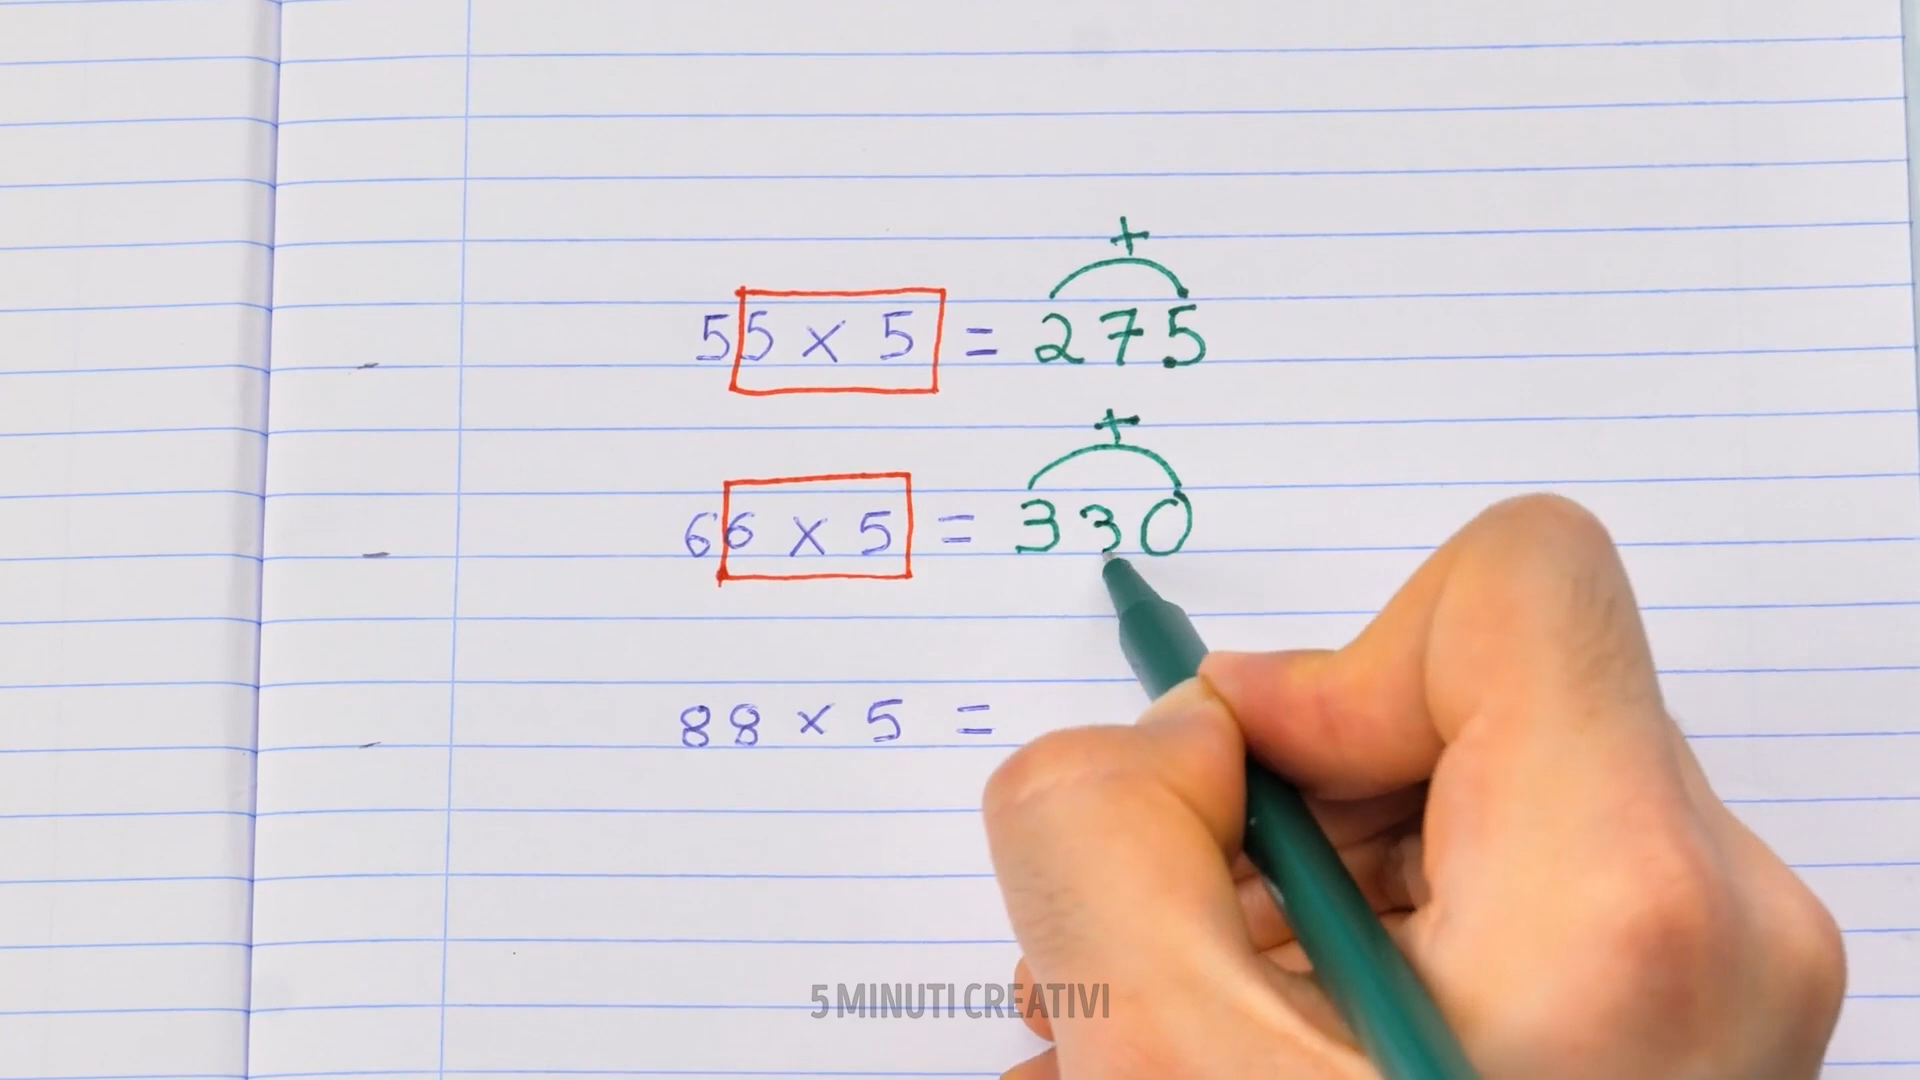 +
55 x 5 = 275
+
66 x 5 = 330
88 x 5 =
5 MINUTI CREATIVI